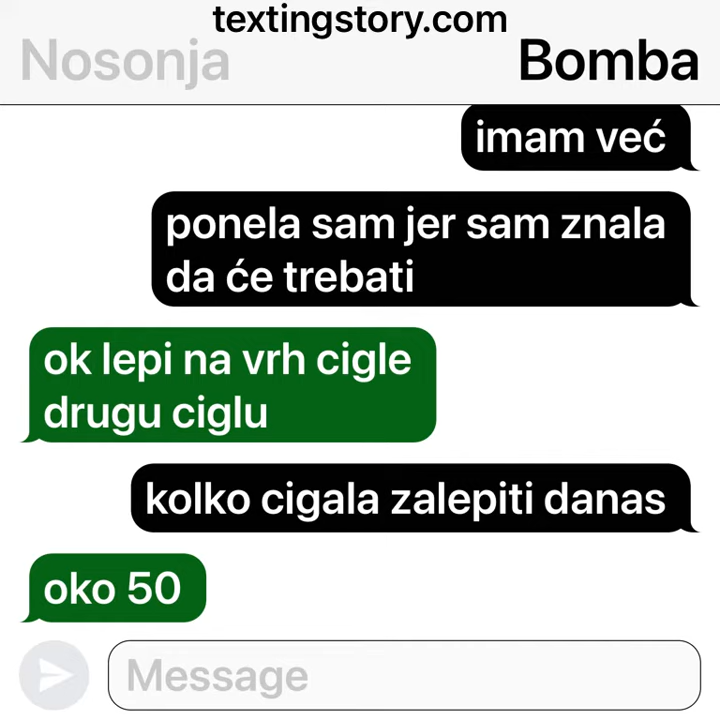 textingstory.com
Nosonja
Bomba
imam već
ponela sam jer sam znala
da će trebati
ok lepi na vrh cigle
drugu ciglu
kolko cigala zalepiti danas
oko 50
Message